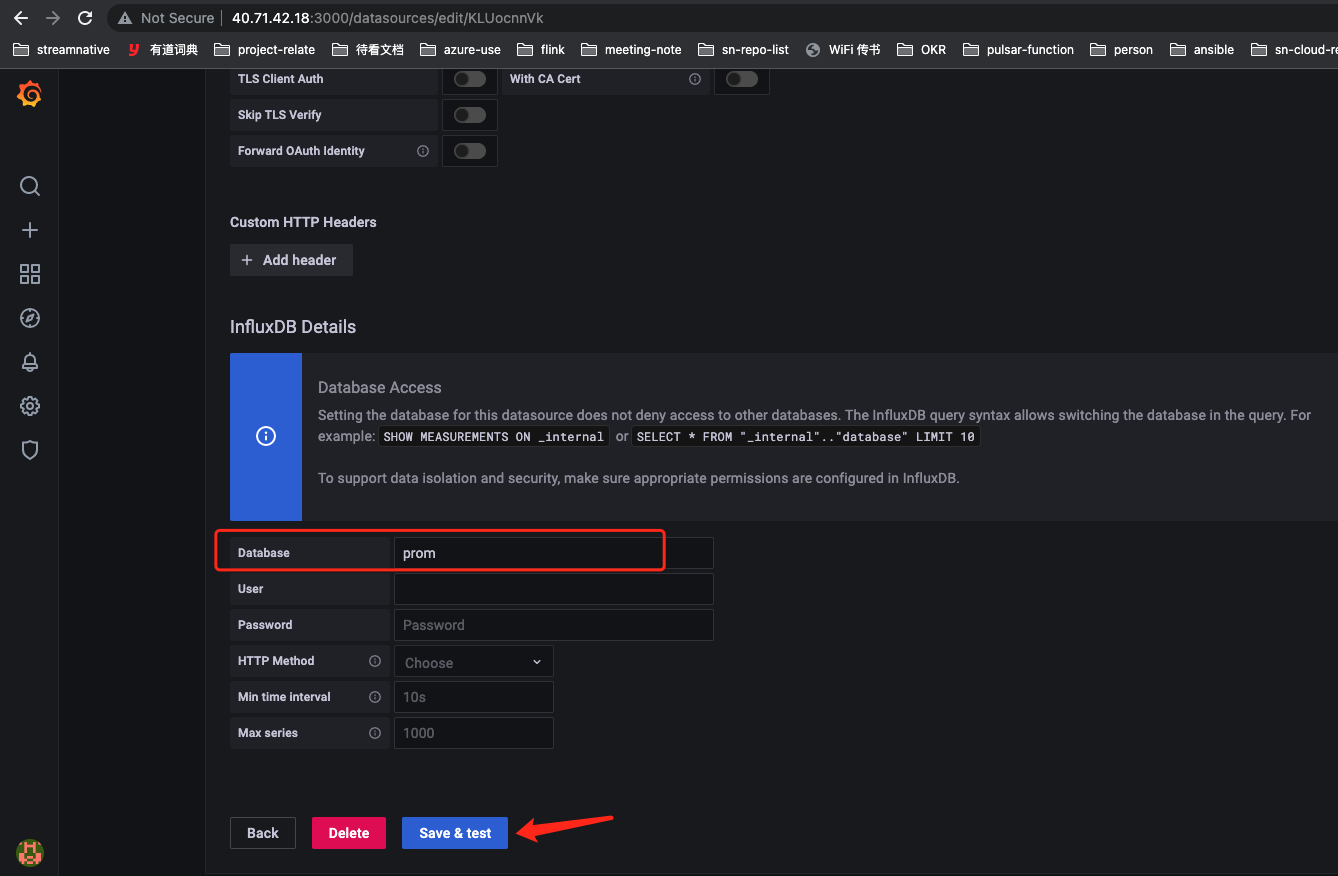 Not Secure 40.71.42.18:3000/datasources/edit/KLUocnnVk
streamnative 有道词典 project-relate 待看文档 azure-use flink meeting-note sn-repo-list WiFi 传书 OKR pulsar-function person ansible sn-cloud-re
TLS Client Auth With CA Cert
Skip TLS Verify
Forward OAuth Identity
Custom HTTP Headers
+ Add header
InfluxDB Details
Database Access
Setting the database for this datasource does not deny access to other databases. The InfluxDB query syntax allows switching the database in the query. For
example: SHOW MEASUREMENTS ON _internal or SELECT * FROM "_internal".."database" LIMIT 10
To support data isolation and security, make sure appropriate permissions are configured in InfluxDB.
Database prom
User
Password Password
HTTP Method Choose
Min time interval 10s
Max series 1000
Back Delete Save & test